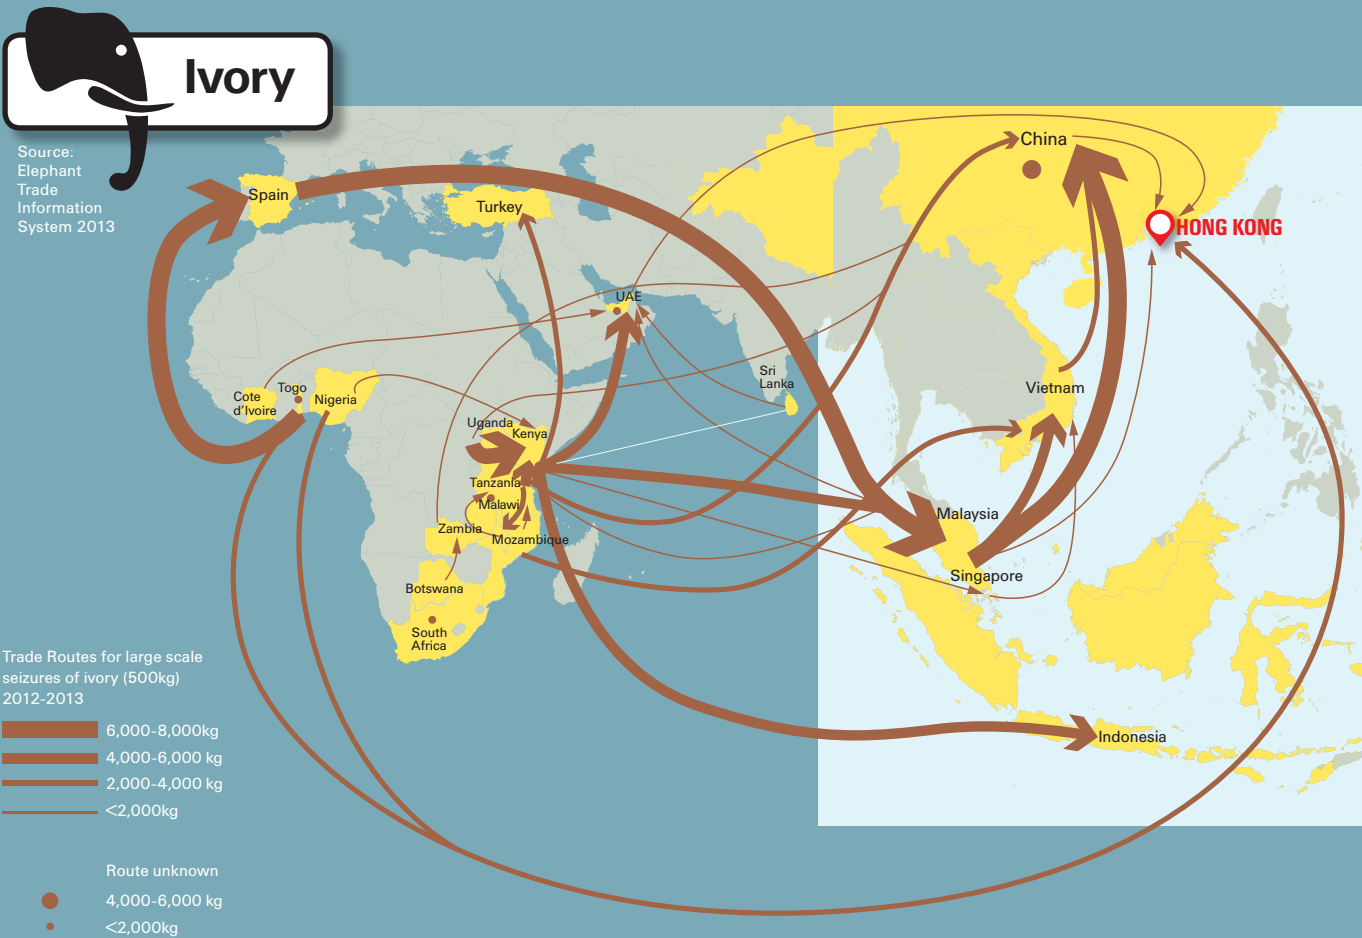 Ivory
Source:
Elephant
Trade
Information
System 2013
Spain
Turkey
China
HONG KONG
UAE
Sri
Lanka
Vietnam
Togo
Cote
d'Ivoire
Nigeria
Uganda
Kenya
Tanzania
Malawi
Zambia
Mozambique
Malaysia
Singapore
Botswana
South
Africa
Indonesia
Trade Routes for large scale
seizures of ivory (500kg)
2012-2013
6,000-8,000kg
4,000-6,000 kg
2,000-4,000 kg
<2,000kg
Route unknown
4,000-6,000 kg
<2,000kg